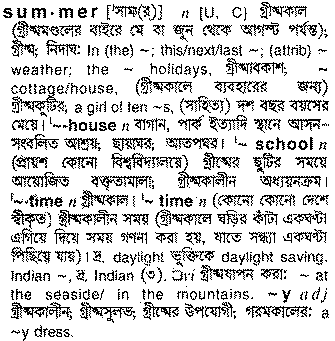 sum·mer ['সাম(র্)] n [U, C] গ্রীষ্মকাল
(গ্রীষ্মমণ্ডলের বাইরে মে বা জুন থেকে আগস্ট পর্যন্ত);
গ্রীষ্ম; নিদাঘ: In (the) ~; this/next/last ~; (attrib) ~
weather; the ~ holidays, গ্রীষ্মাবকাশ; ~
cottage/house, (গ্রীষ্মকালে ব্যবহারের জন্য)
গ্রীষ্মকুটির; a girl of ten ~s, (সাহিত্য) দশ বছর বয়সের
মেয়ে। '~-house n বাগান, পার্ক ইত্যাদি স্থানে আসন-
সংবলিত আশ্রয়; ছায়াঘর; আতপঘর। '~ school n
(প্রায়শ কোনো বিশ্ববিদ্যালয়ে) গ্রীষ্মের ছুটির সময়ে
আয়োজিত বক্তৃতামালা; গ্রীষ্মকালীন অধ্যয়নক্রম।
'~·time n গ্রীষ্মকাল। '~ time n (কোনো কোনো দেশে
স্বীকৃত) গ্রীষ্মকালীন সময় (গ্রীষ্মকালে ঘড়ির কাঁটা একঘণ্টা
এগিয়ে দিয়ে সময় গণনা করা হয়, যাতে সন্ধ্যা একঘণ্টা
পিছিয়ে যায়)। দ্র. daylight ভুক্তিতে daylight saving.
Indian ~, দ্র. Indian (৩). □vi গ্রীষ্মযাপন করা: ~ at
the seaside/ in the mountains. ~y adj
গ্রীষ্মকালীন; গ্রীষ্মসুলভ; গ্রীষ্মের উপযোগী; গরমকালের: a
~y dress.